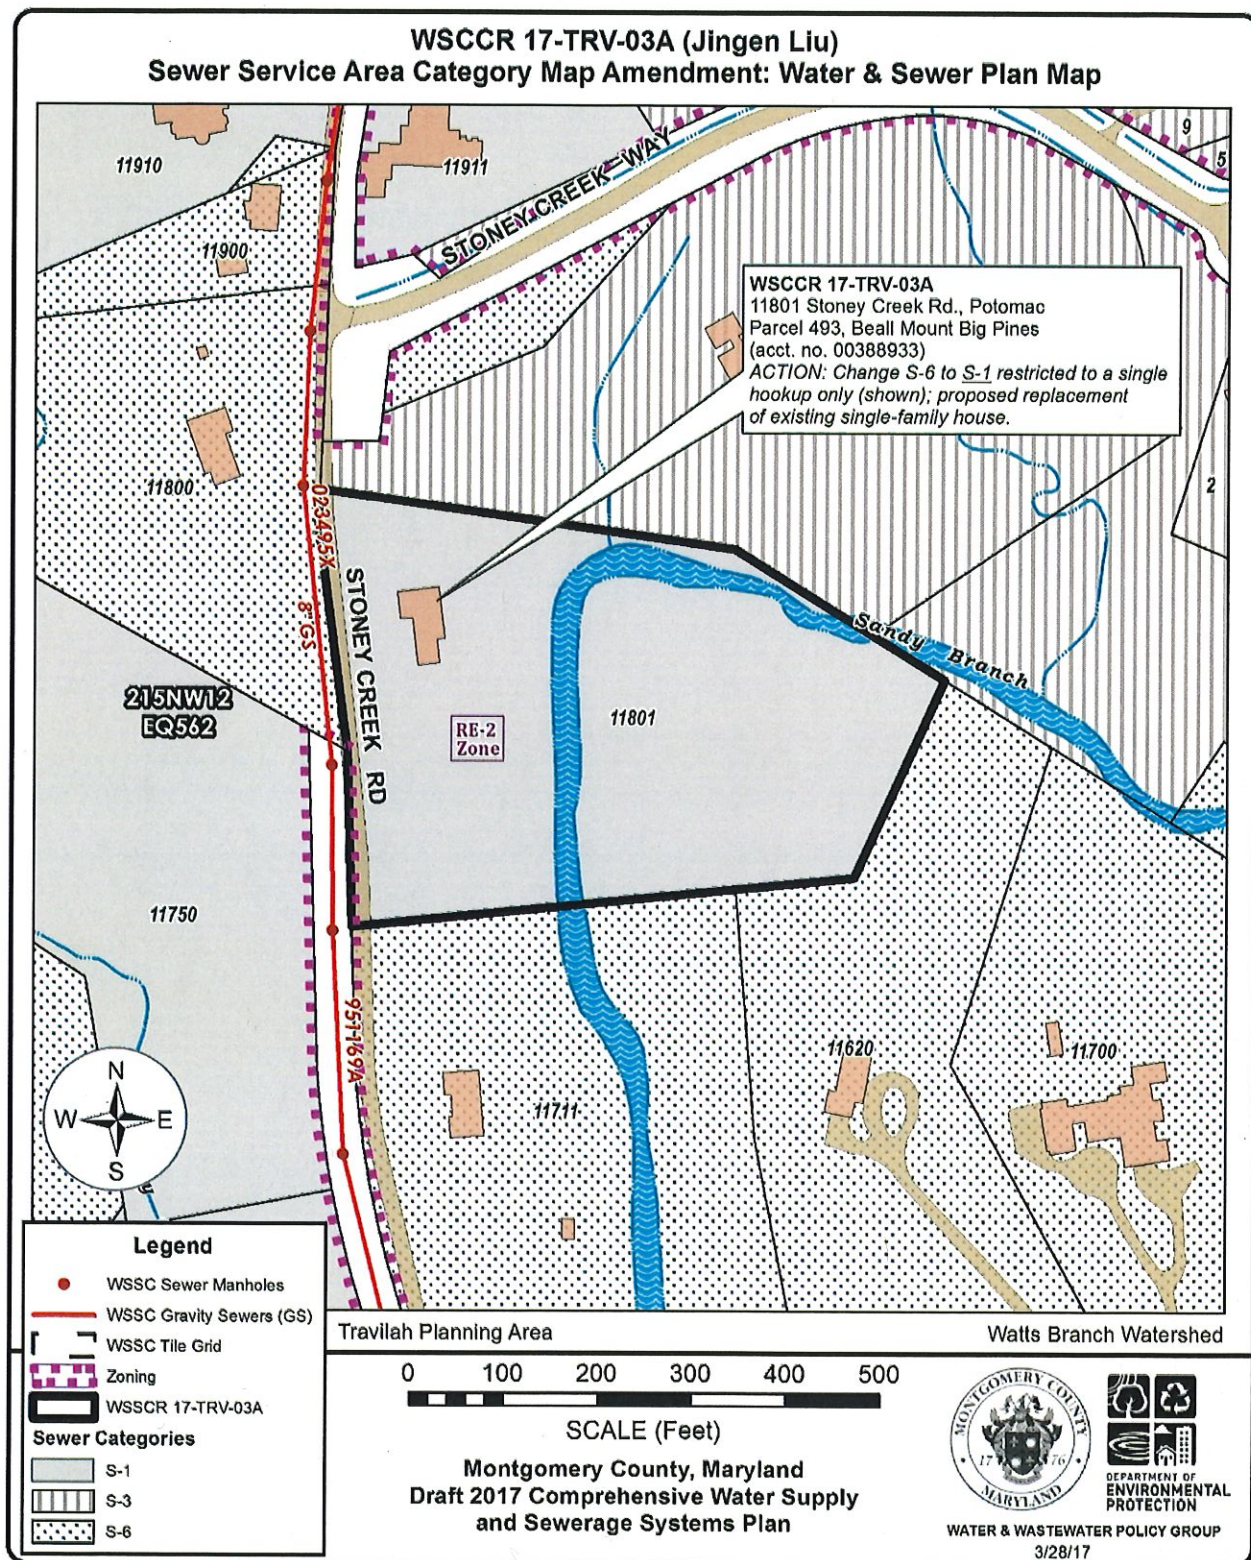 WSCCR 17-TRV-03A (Jingen Liu)
Sewer Service Area Category Map Amendment: Water & Sewer Plan Map
11910
11911
STONEY CREEK WAY
9
5
11900
WSCCR 17-TRV-03A
11801 Stoney Creek Rd., Potomac
Parcel 493, Beall Mount Big Pines
(acct. no. 00388933)
ACTION: Change S-6 to S-1 restricted to a single
hookup only (shown); proposed replacement
of existing single-family house.
11800
2
023495X
8"GS
STONEY CREEK RD
Sandy Branch
215NW12
EQ562
RE-2
Zone
11801
11750
951169A
11620
11700
11711
N
W E
S
Legend
WSSC Sewer Manholes
WSSC Gravity Sewers (GS)
WSSC Tile Grid
Zoning
WSSCR 17-TRV-03A
Sewer Categories
S-1
S-3
S-6
Travilah Planning Area
Watts Branch Watershed
0 100 200 300 400 500
SCALE (Feet)
Montgomery County, Maryland
Draft 2017 Comprehensive Water Supply
and Sewerage Systems Plan
MONTGOMERY COUNTY
17 76
MARYLAND
DEPARTMENT OF
ENVIRONMENTAL
PROTECTION
WATER & WASTEWATER POLICY GROUP
3/28/17